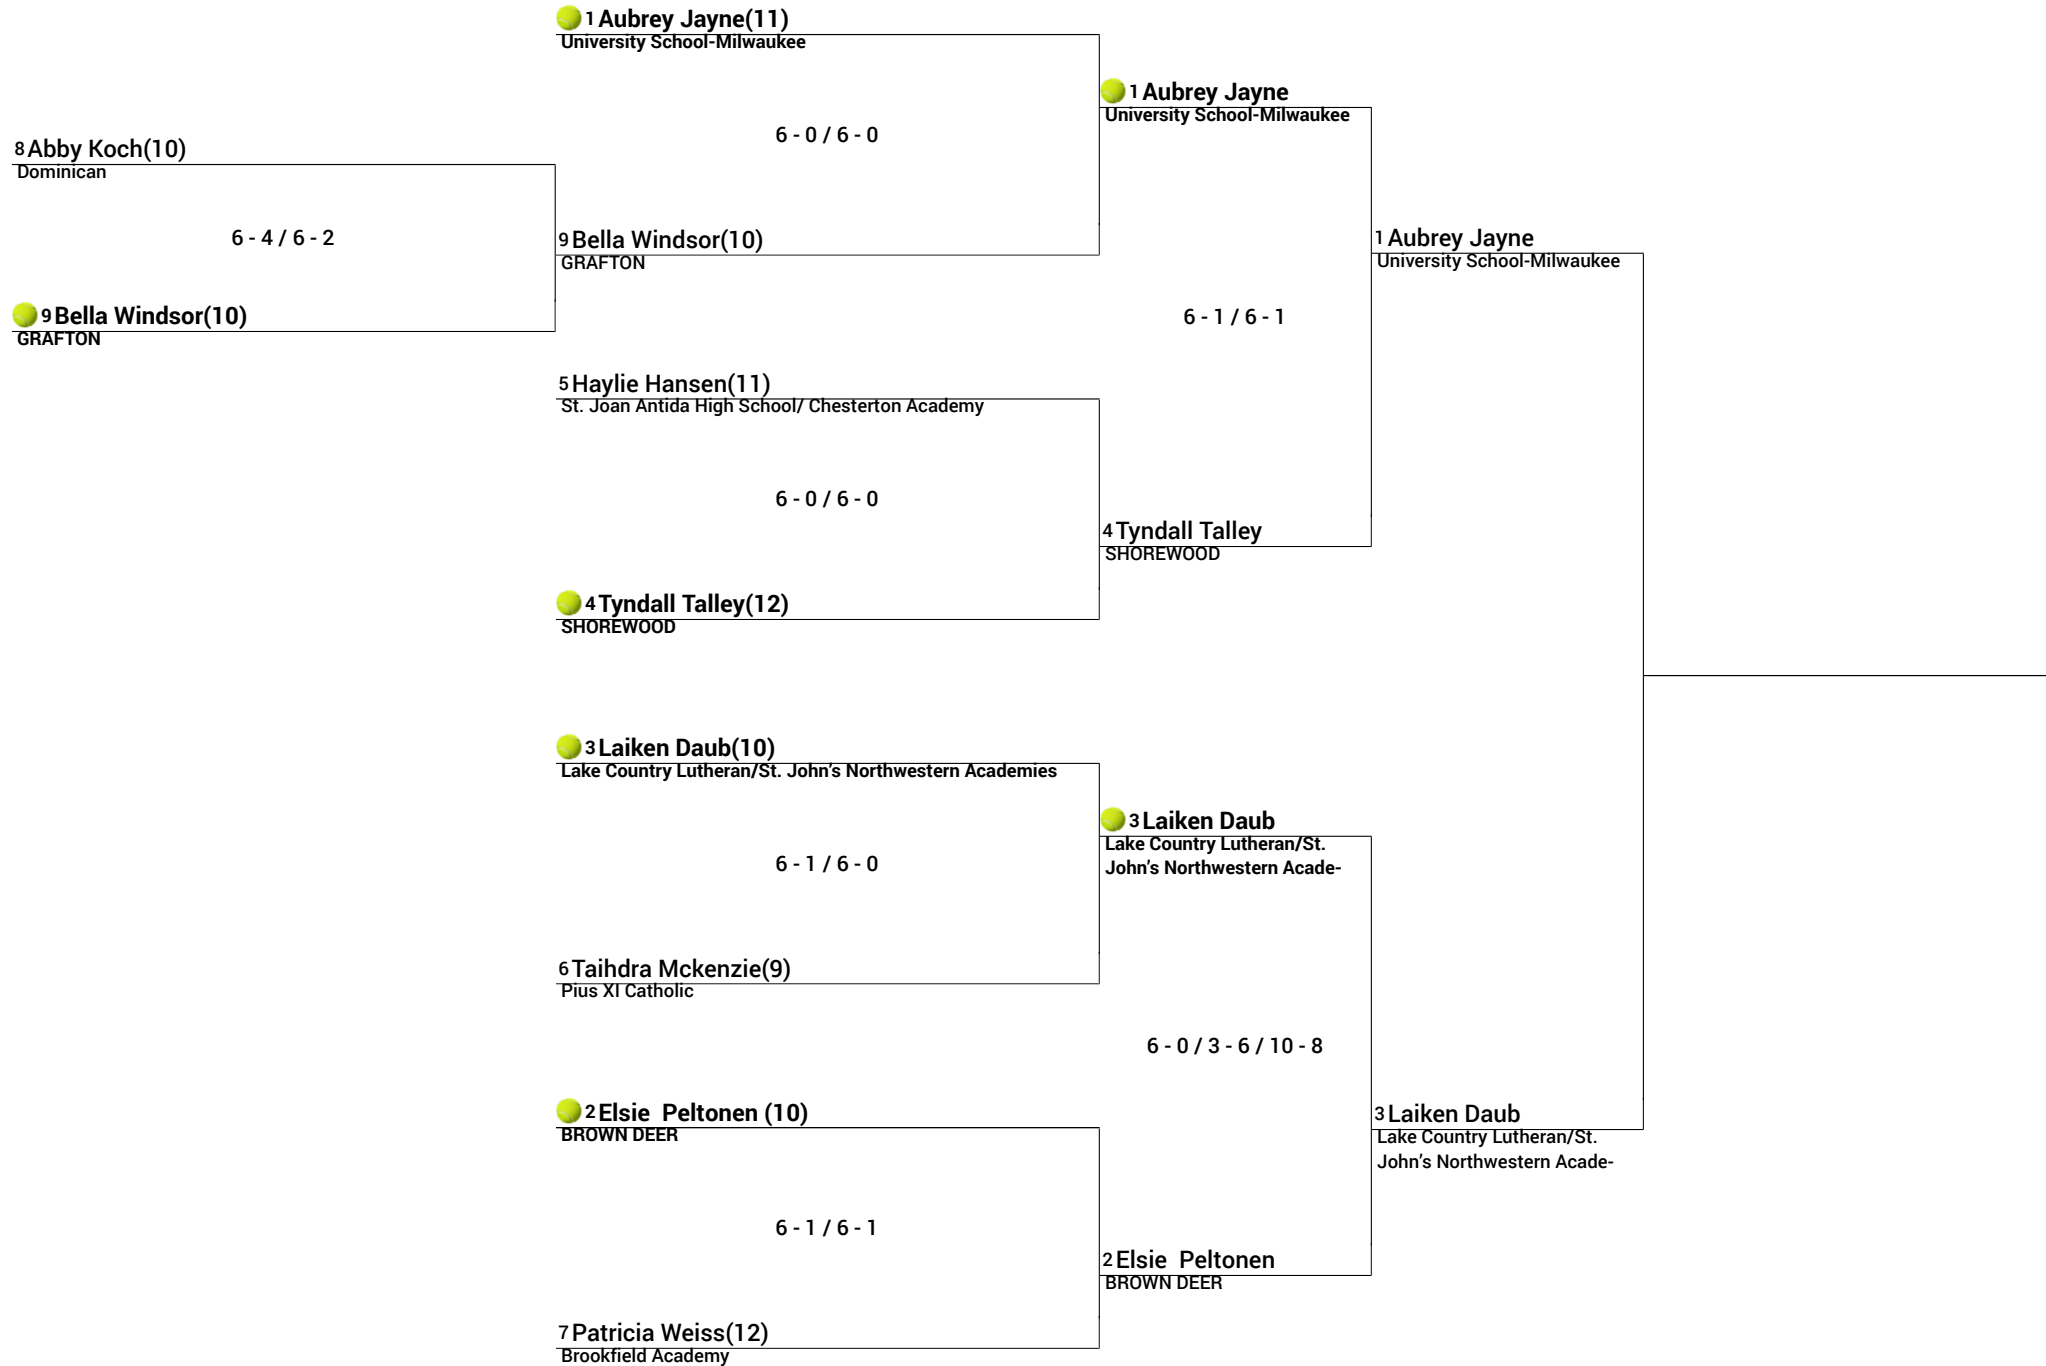 1 Aubrey Jayne(11)
University School-Milwaukee
6 - 0 / 6 - 0
8 Abby Koch(10)
Dominican
6 - 4 / 6 - 2
9 Bella Windsor(10)
GRAFTON
9 Bella Windsor(10)
GRAFTON
5 Haylie Hansen(11)
St. Joan Antida High School/ Chesterton Academy
6 - 0 / 6 - 0
4 Tyndall Talley(12)
SHOREWOOD
3 Laiken Daub(10)
Lake Country Lutheran/St. John's Northwestern Academies
6 - 1 / 6 - 0
6 Taihdra Mckenzie(9)
Pius XI Catholic
2 Elsie  Peltonen (10)
BROWN DEER
6 - 1 / 6 - 1
7 Patricia Weiss(12)
Brookfield Academy
1 Aubrey Jayne
University School-Milwaukee
6 - 1 / 6 - 1
4 Tyndall Talley
SHOREWOOD
3 Laiken Daub
Lake Country Lutheran/St.
John's Northwestern Acade-
6 - 0 / 3 - 6 / 10 - 8
2 Elsie  Peltonen
BROWN DEER
1 Aubrey Jayne
University School-Milwaukee
3 Laiken Daub
Lake Country Lutheran/St.
John's Northwestern Acade-